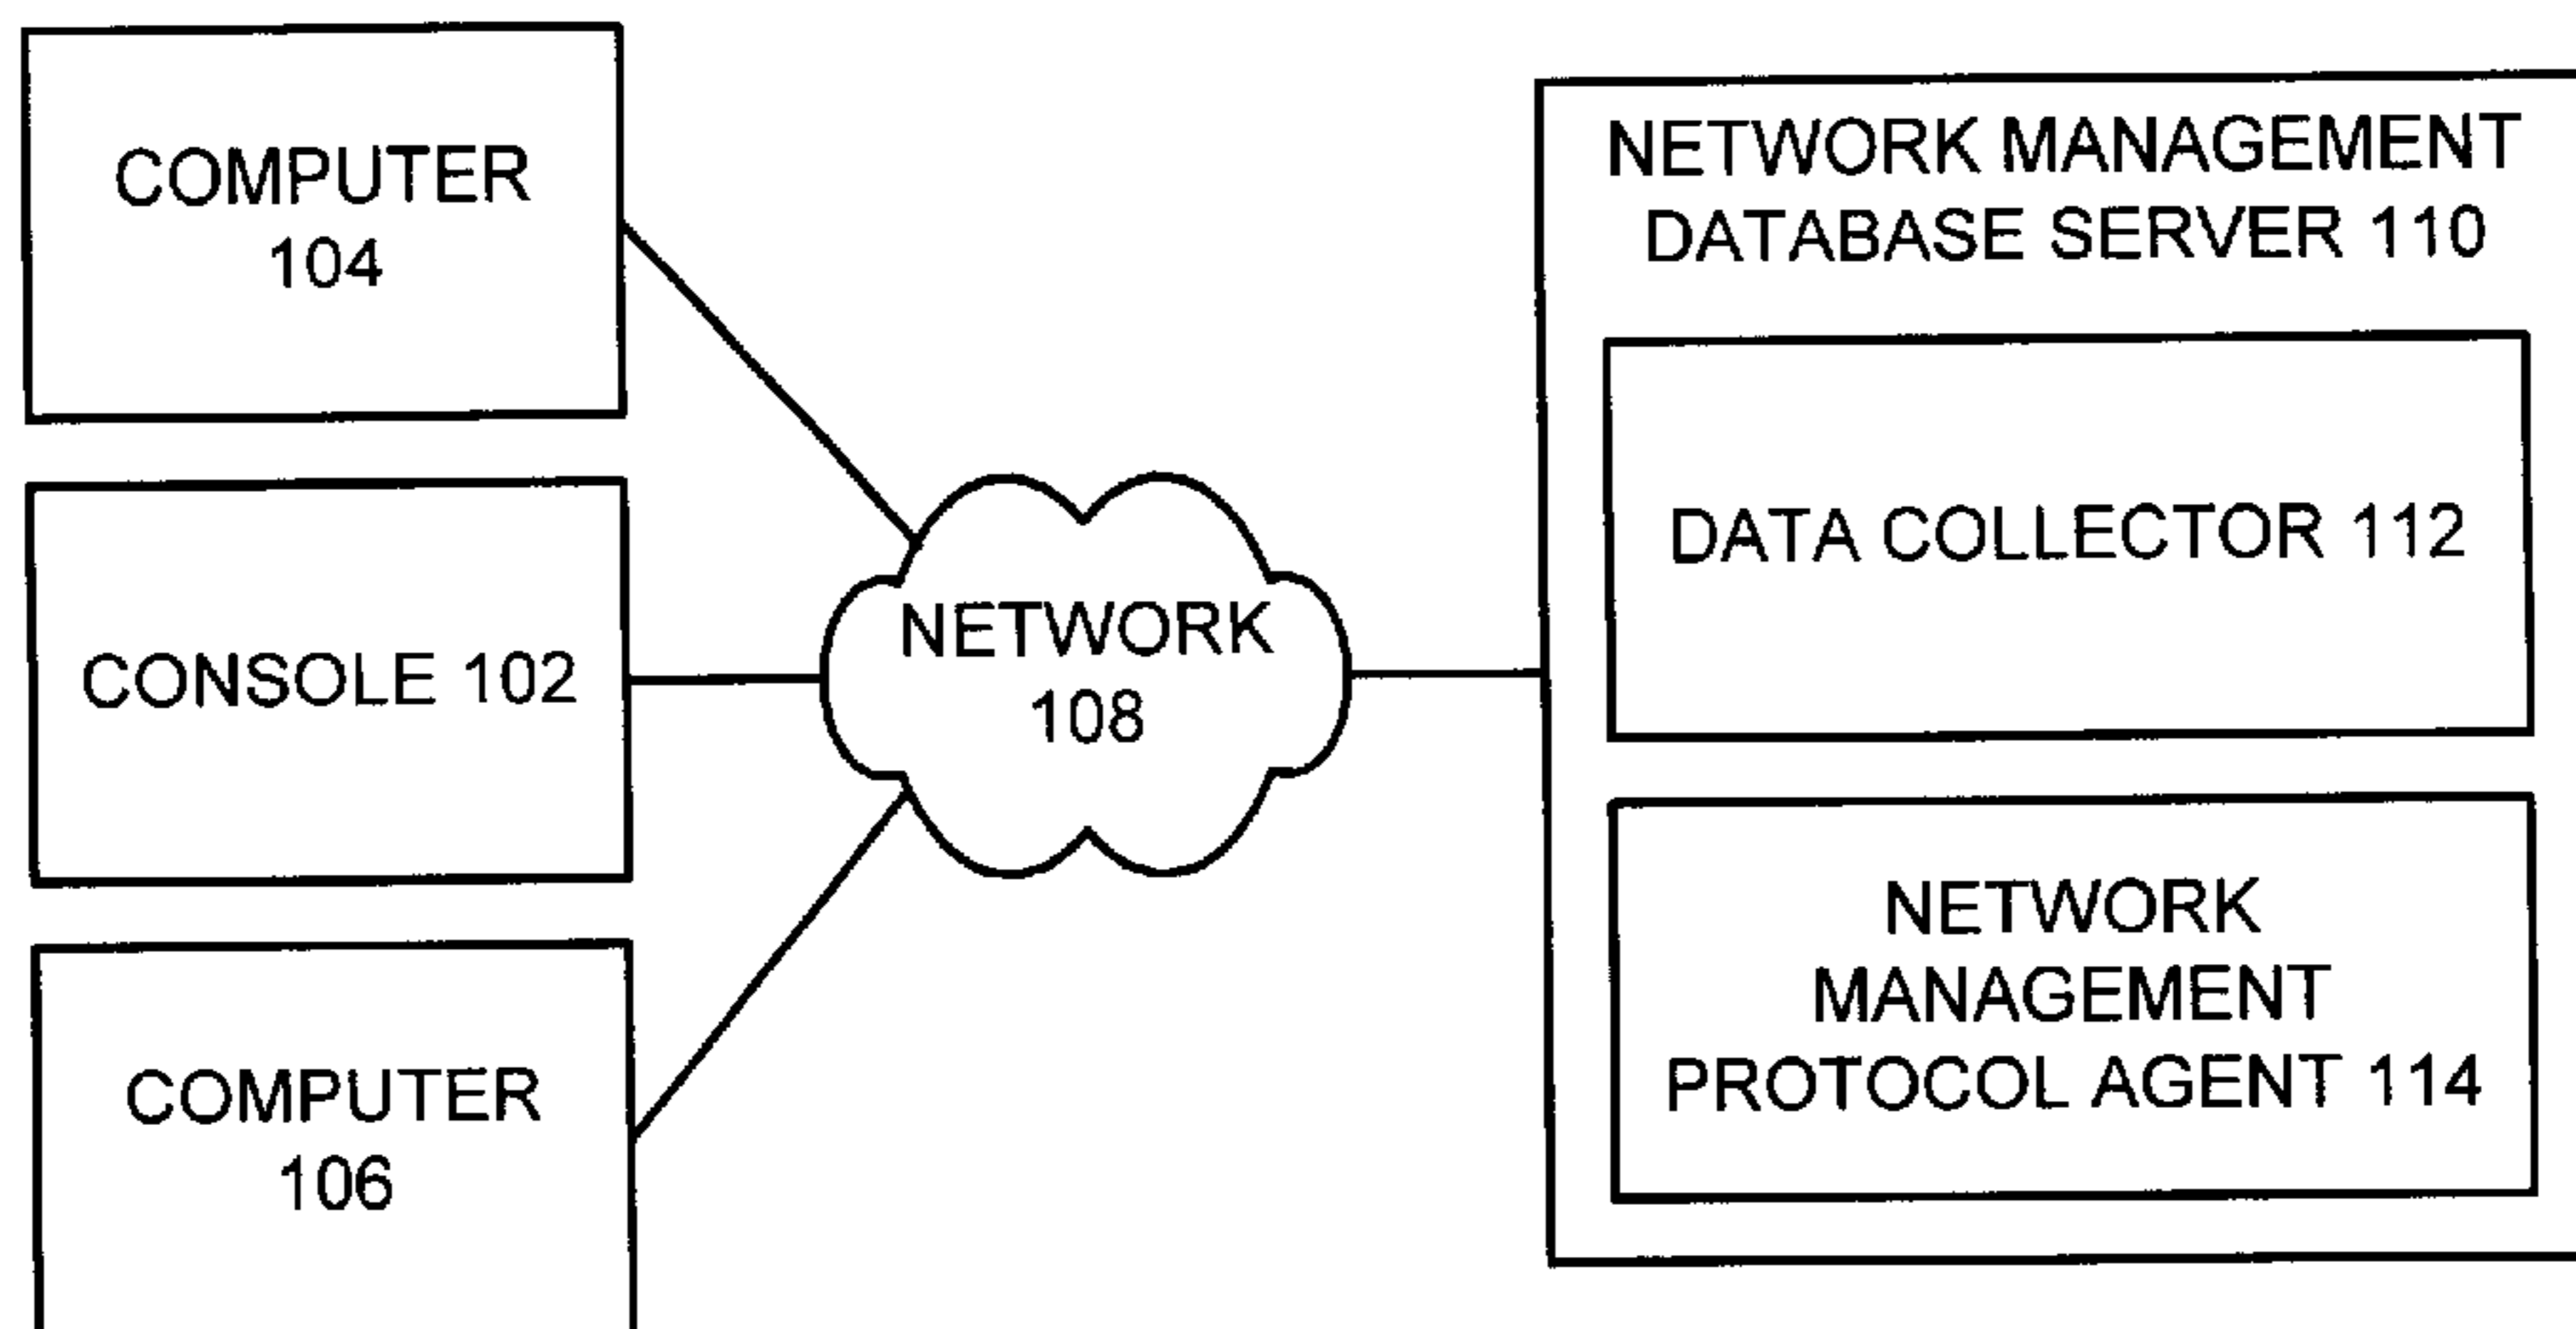 COMPUTER
104
CONSOLE 102
COMPUTER
106
NETWORK
108
NETWORK MANAGEMENT
DATABASE SERVER 110
DATA COLLECTOR 112
NETWORK
MANAGEMENT
PROTOCOL AGENT 114